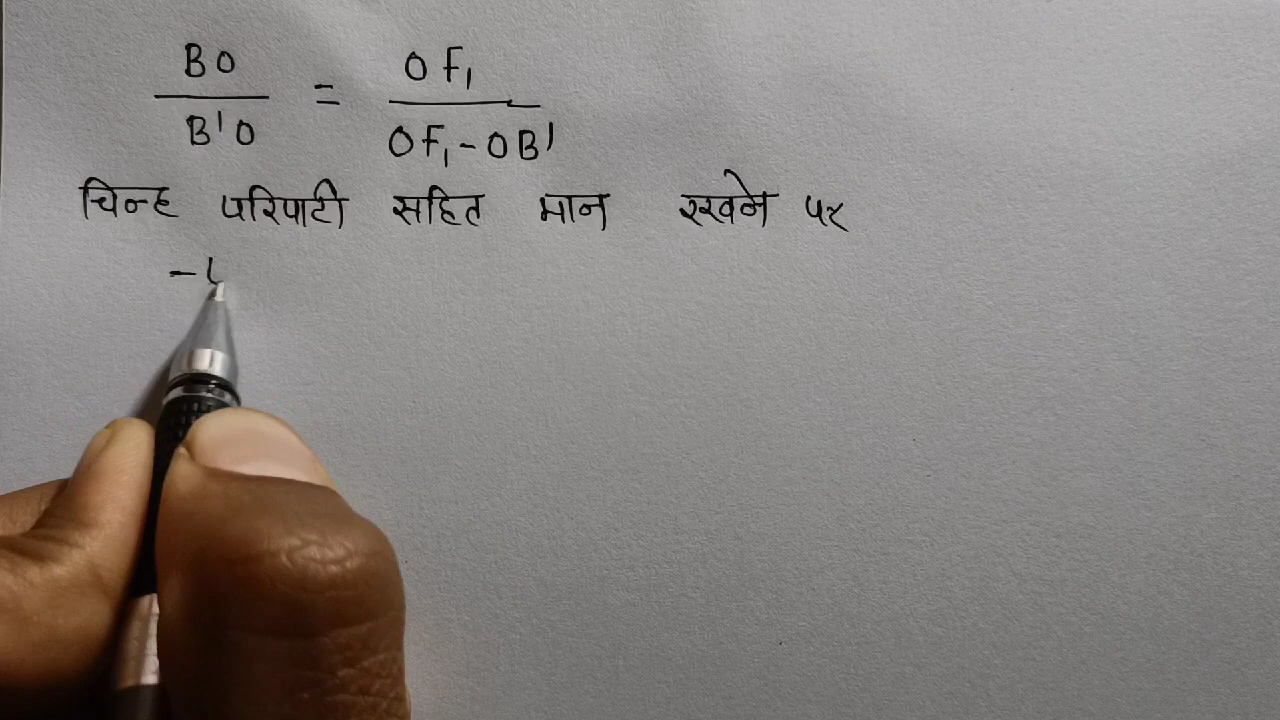 BO / B'O = OF₁ / OF₁ - OB'
चिन्ह परिपाटी सहित मान रखने पर
-